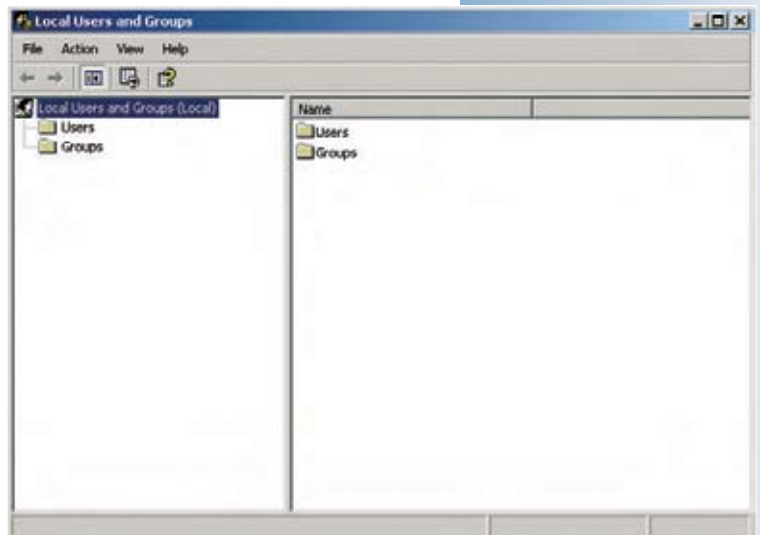 Local Users and Groups
File Action View Help
Local Users and Groups (Local)
Users
Groups
Name
Users
Groups